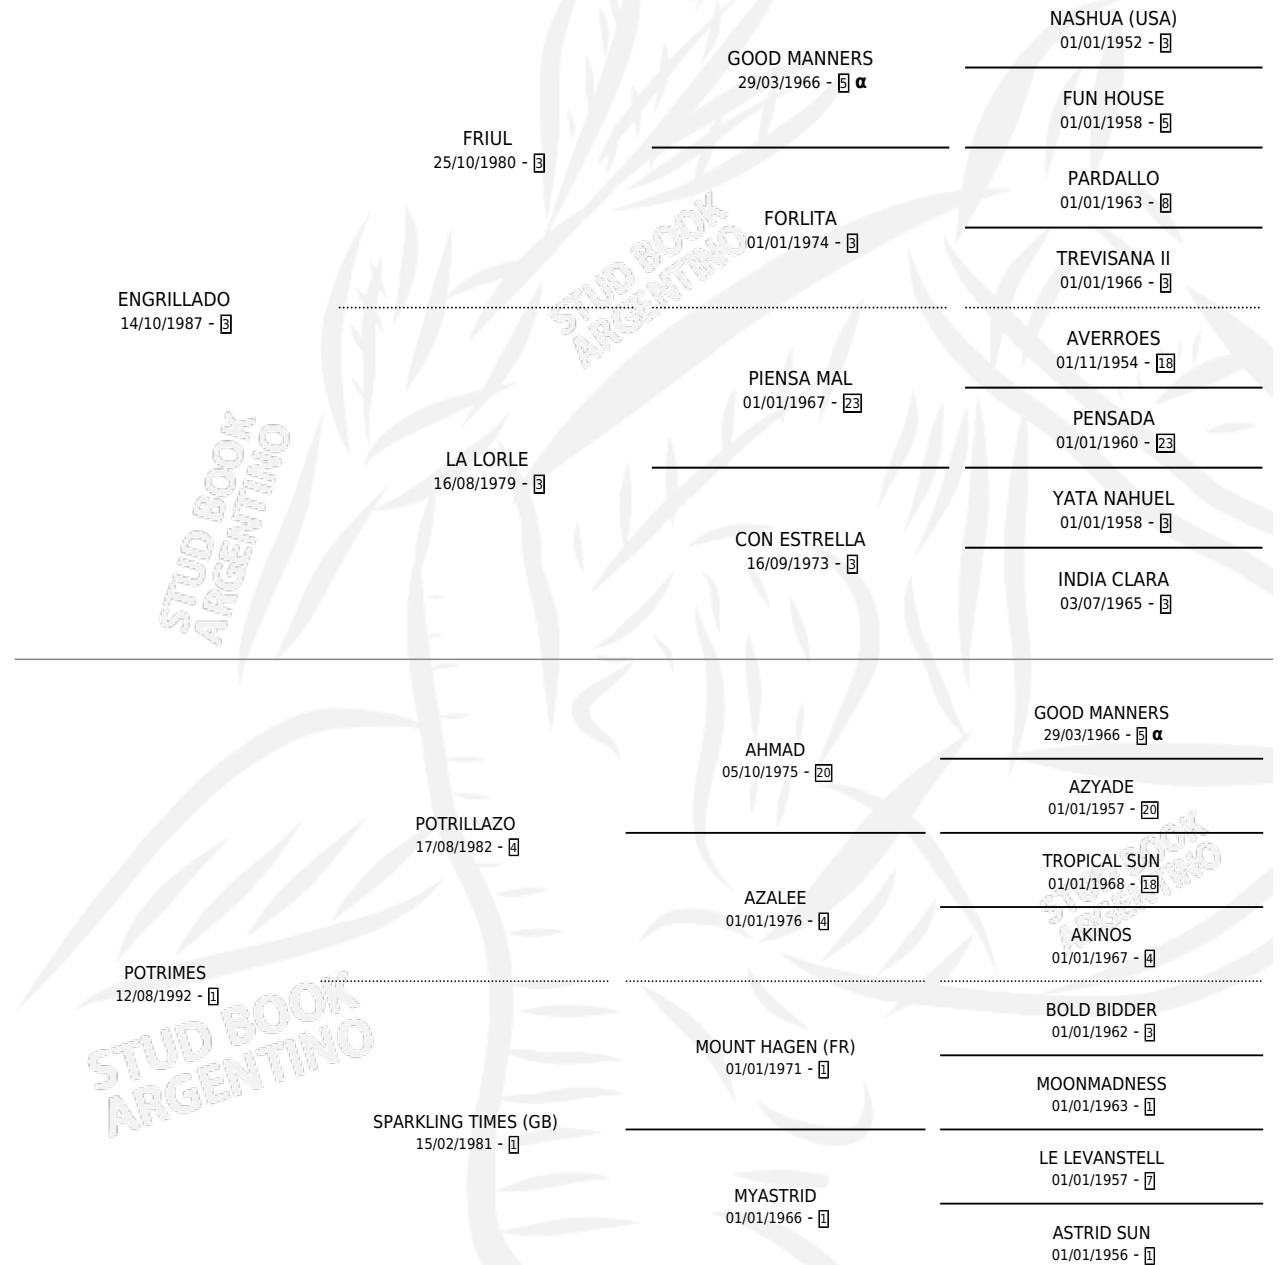 NASHUA (USA)
01/01/1952 - 3
GOOD MANNERS
29/03/1966 - 5 α
FUN HOUSE
01/01/1958 - 5
FRIUL
25/10/1980 - 3
PARDALLO
01/01/1963 - 8
FORLITA
01/01/1974 - 3
TREVISANA II
01/01/1966 - 3
STUD BOOK
ARGENTINO
ENGRILLADO
14/10/1987 - 3
AVERROES
01/11/1954 - 18
PIENSA MAL
01/01/1967 - 23
PENSADA
01/01/1960 - 23
LA LORLE
16/08/1979 - 3
YATA NAHUEL
01/01/1958 - 3
CON ESTRELLA
16/09/1973 - 3
INDIA CLARA
03/07/1965 - 3
STUD BOOK
ARGENTINO
GOOD MANNERS
29/03/1966 - 5 α
AHMAD
05/10/1975 - 20
AZYADE
01/01/1957 - 20
POTRILLAZO
17/08/1982 - 4
TROPICAL SUN
01/01/1968 - 18
AZALEE
01/01/1976 - 4
AKINOS
01/01/1967 - 4
STUD BOOK
ARGENTINO
POTRIMES
12/08/1992 - 1
BOLD BIDDER
01/01/1962 - 3
MOUNT HAGEN (FR)
01/01/1971 - 1
MOONMADNESS
01/01/1963 - 1
STUD BOOK
ARGENTINO
SPARKLING TIMES (GB)
15/02/1981 - 1
LE LEVANSTELL
01/01/1957 - 7
MYASTRID
01/01/1966 - 1
ASTRID SUN
01/01/1956 - 1